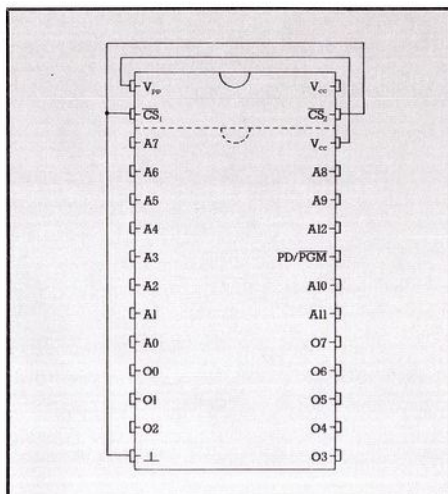 Vpp Vcc
CS1 CS2
A7 Vcc
A6 A8
A5 A9
A4 A12
A3 PD/PGM
A2 A10
A1 A11
A0 O7
O0 O6
O1 O5
O2 O4
⊥ O3